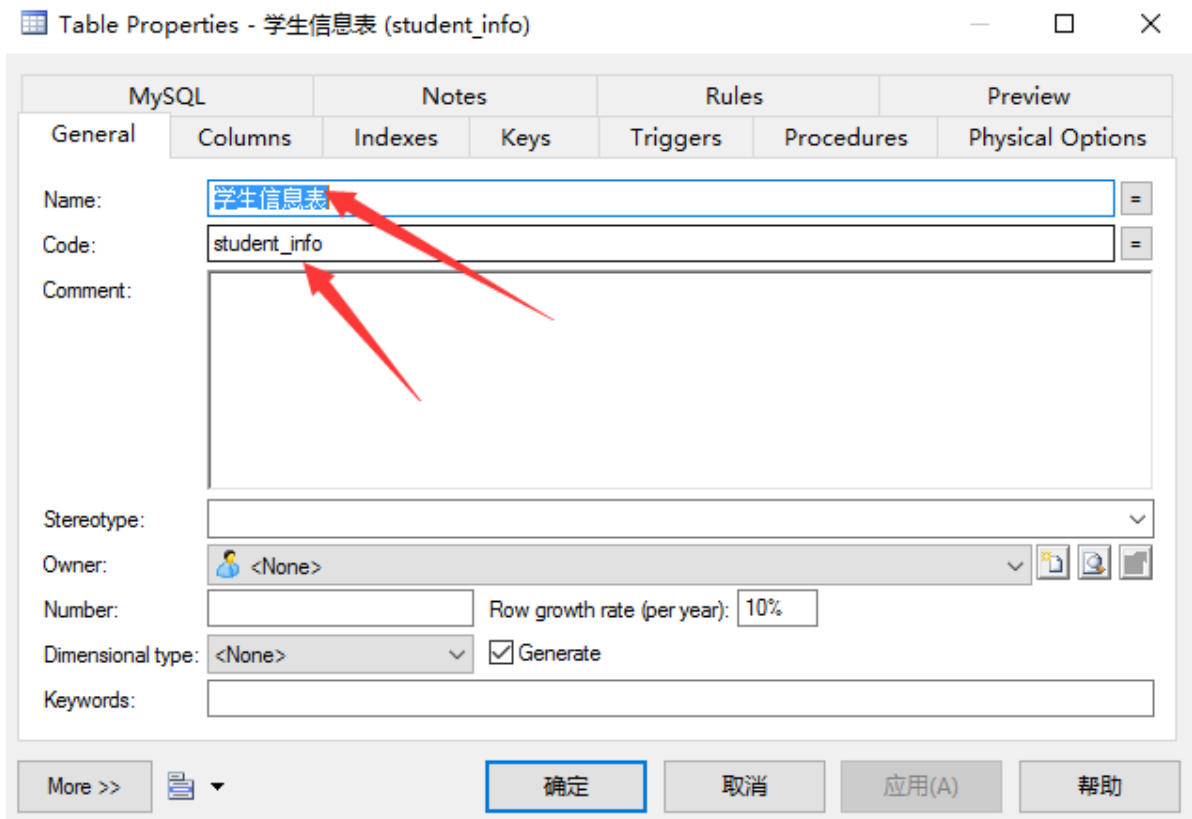 Table Properties - 学生信息表 (student_info)
MySQL Notes Rules Preview
General Columns Indexes Keys Triggers Procedures Physical Options
Name: 学生信息表 =
Code: student_info =
Comment:
Stereotype:
Owner: <None>
Number: Row growth rate (per year): 10%
Dimensional type: <None> Generate
Keywords:
More >> 确定 取消 应用(A) 帮助